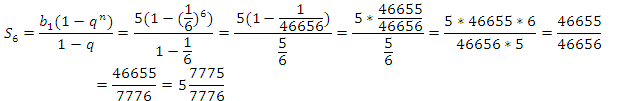 S₆ = b₁(1 − qⁿ)/(1 − q) = 5(1 − (1/6)⁶)/(1 − 1/6) = 5(1 − 1/46656)/(5/6) = (5 * 46655/46656)/(5/6) = (5 * 46655 * 6)/(46656 * 5) = 46655/46656
= 46655/7776 = 5 7775/7776